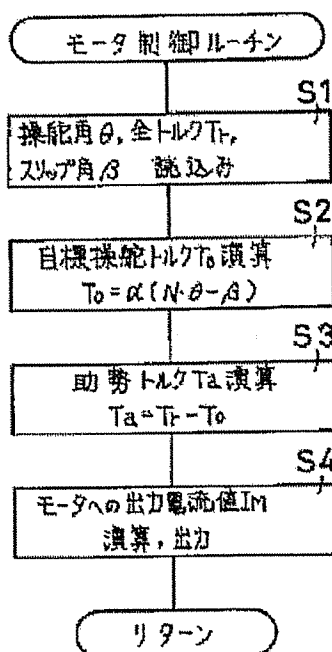 モータ制御ルーチン
S1
操舵角θ, 全トルクTr,
スリップ角β 読込み
S2
目標操舵トルクTo演算
To=α(N·θ-β)
S3
助勢トルクTa演算
Ta=Tr-To
S4
モータへの出力電流値IM
演算, 出力
リターン